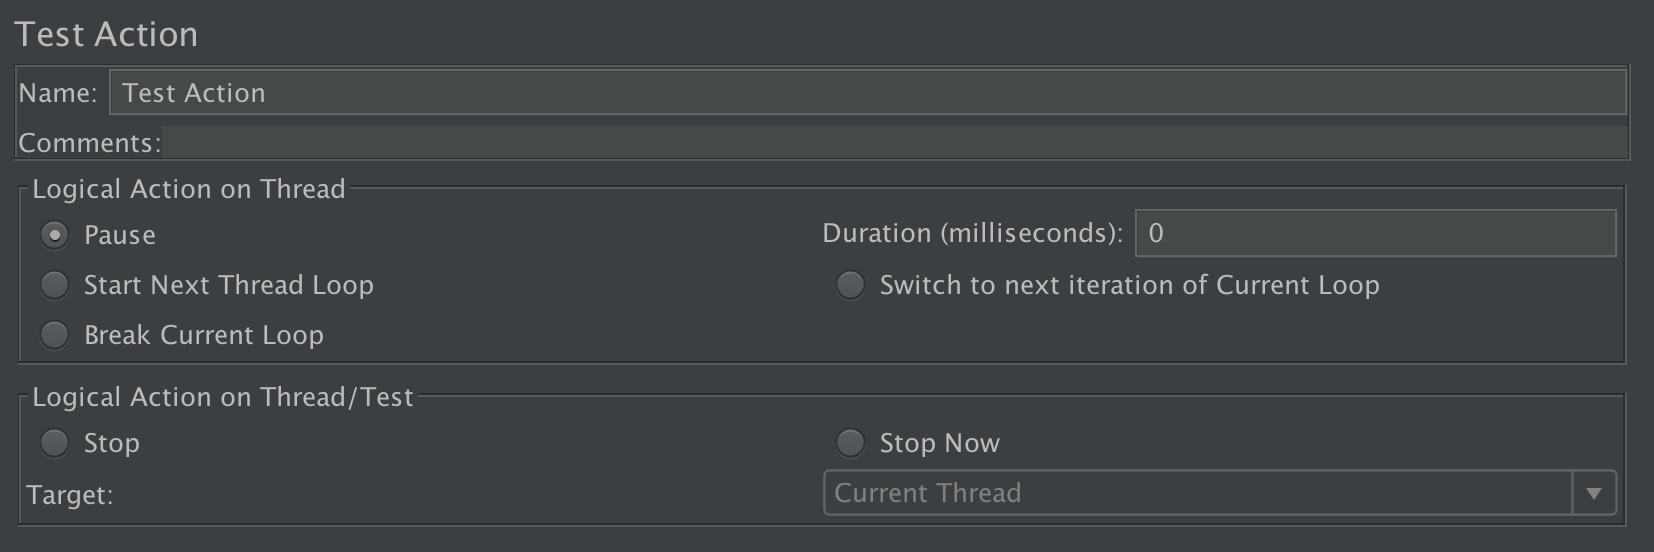 Test Action
Name: Test Action
Comments:
Logical Action on Thread
Pause Duration (milliseconds): 0
Start Next Thread Loop Switch to next iteration of Current Loop
Break Current Loop
Logical Action on Thread/Test
Stop Stop Now
Target: Current Thread